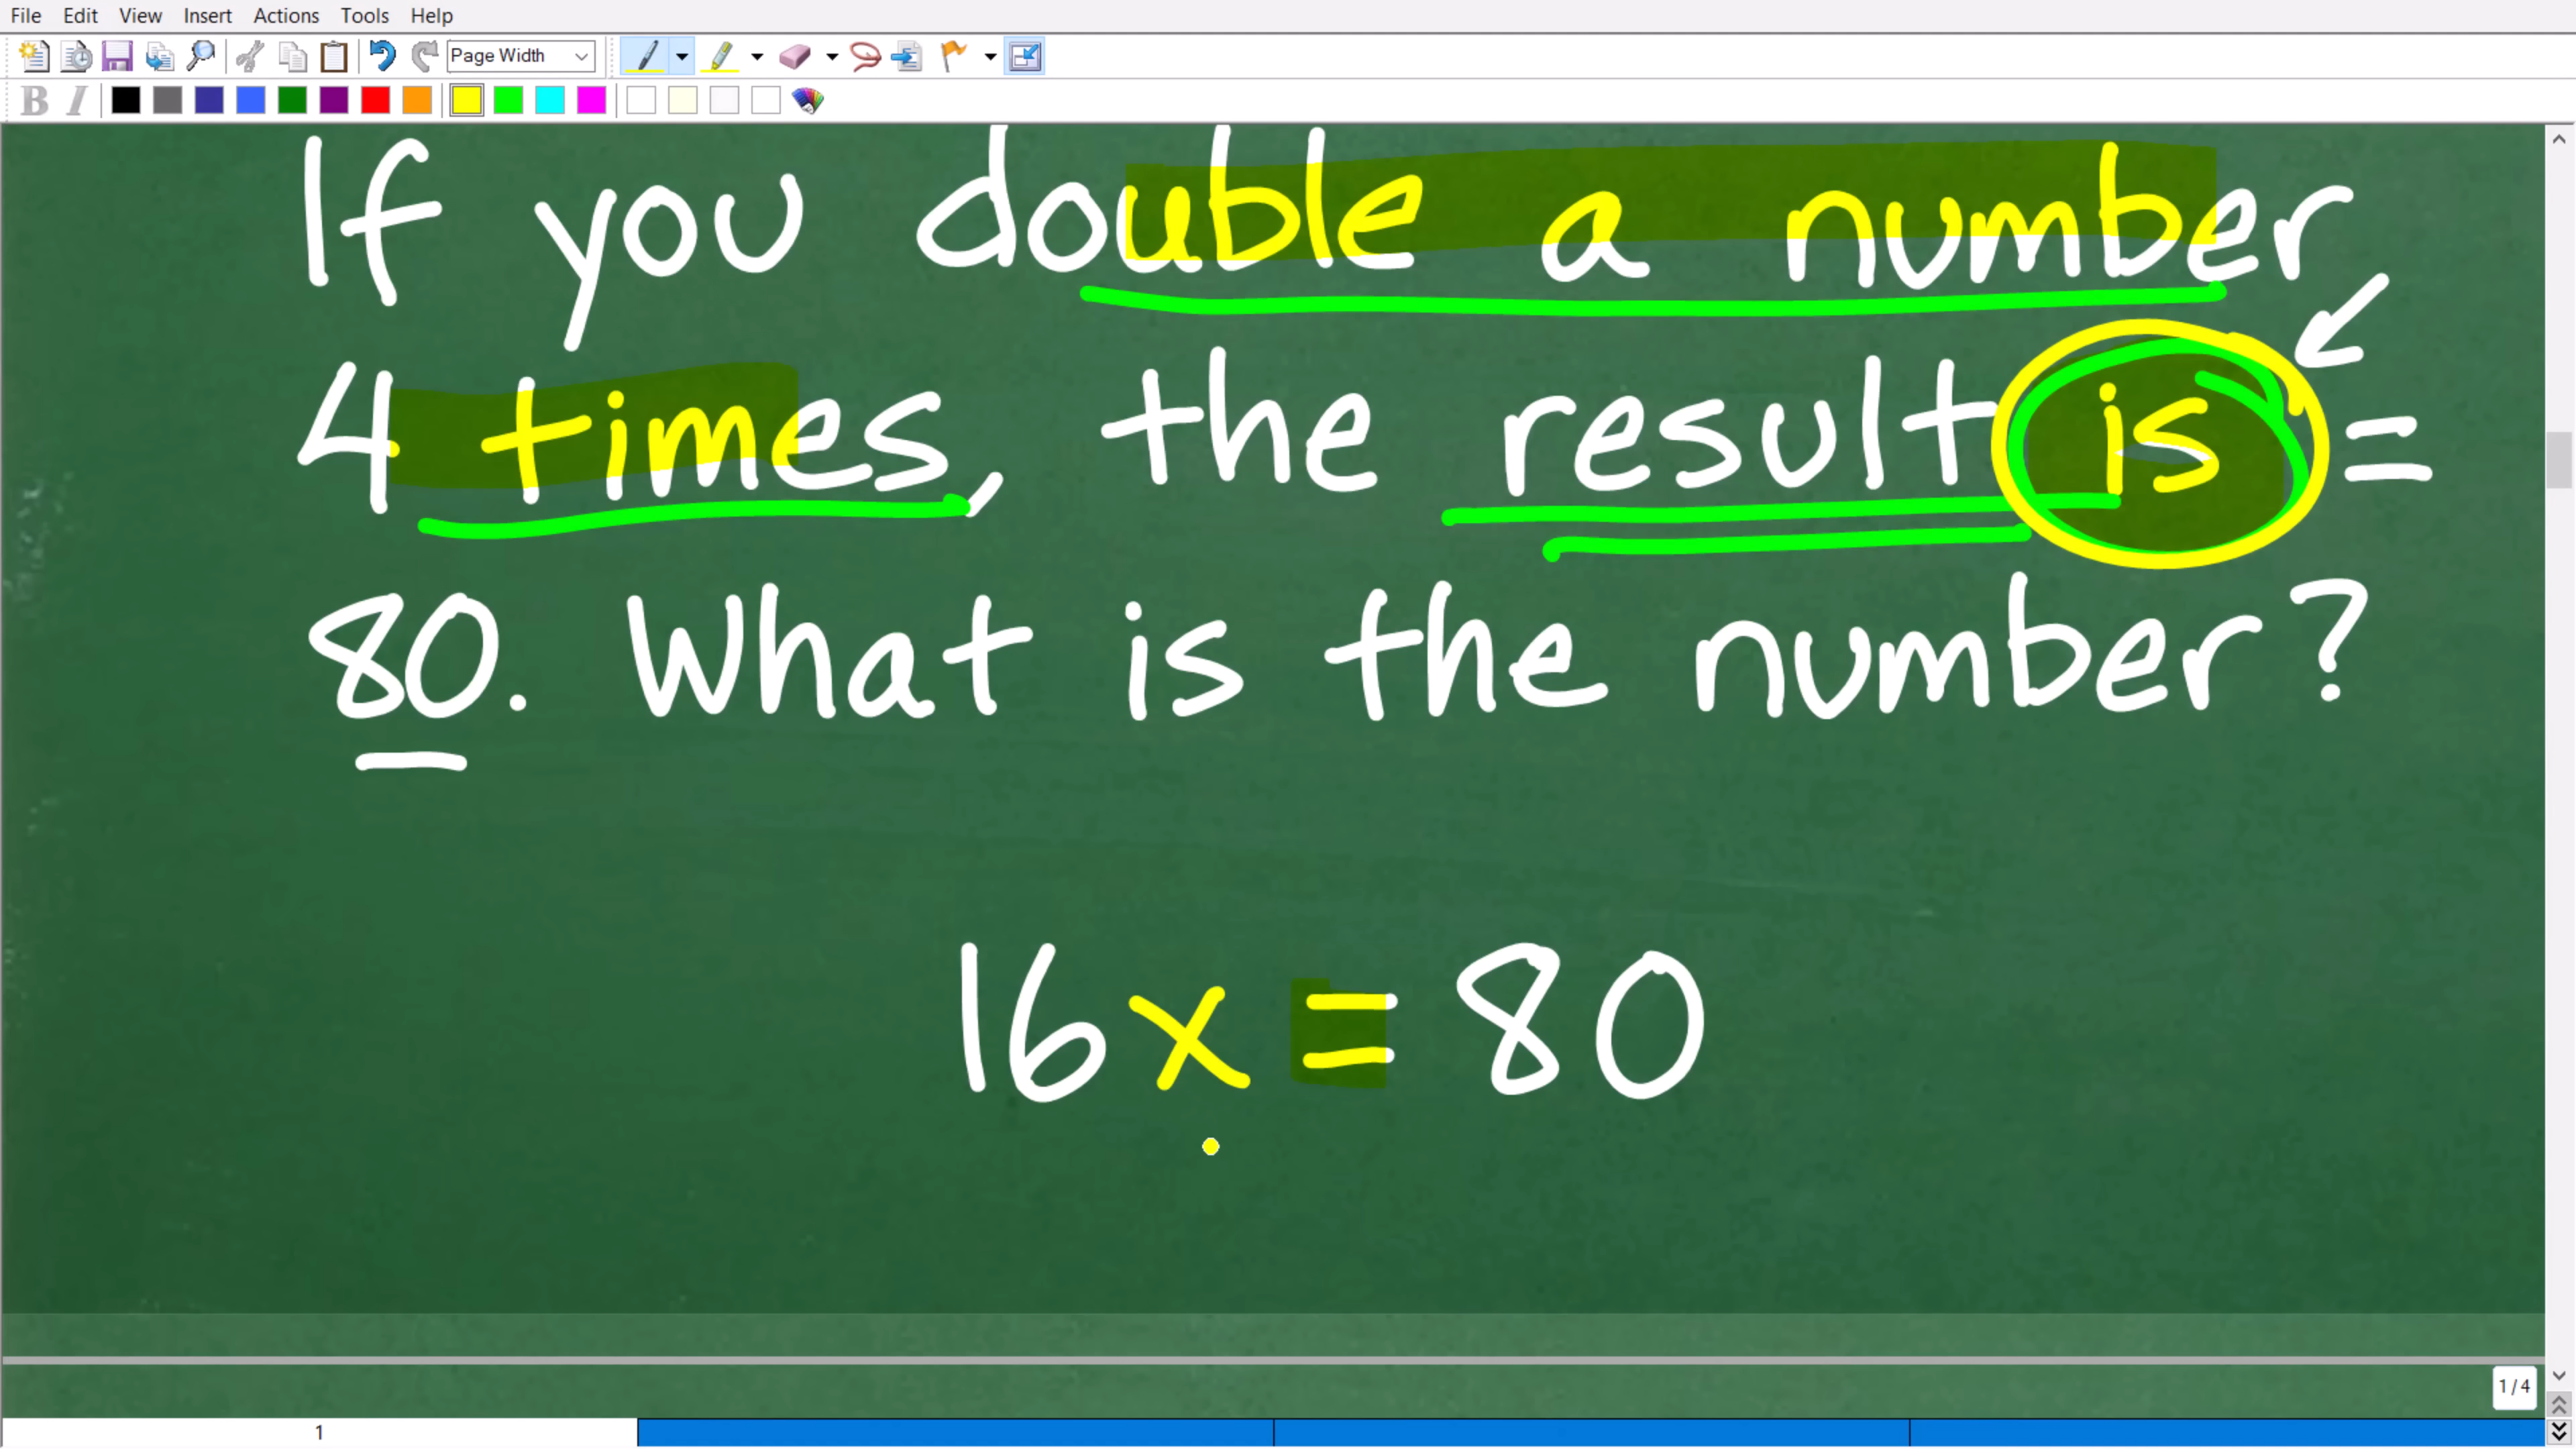 File Edit View Insert Actions Tools Help
Page Width
B I
If you double a number
4 times, the result is =
80. What is the number?
16x = 80
1 / 4
1